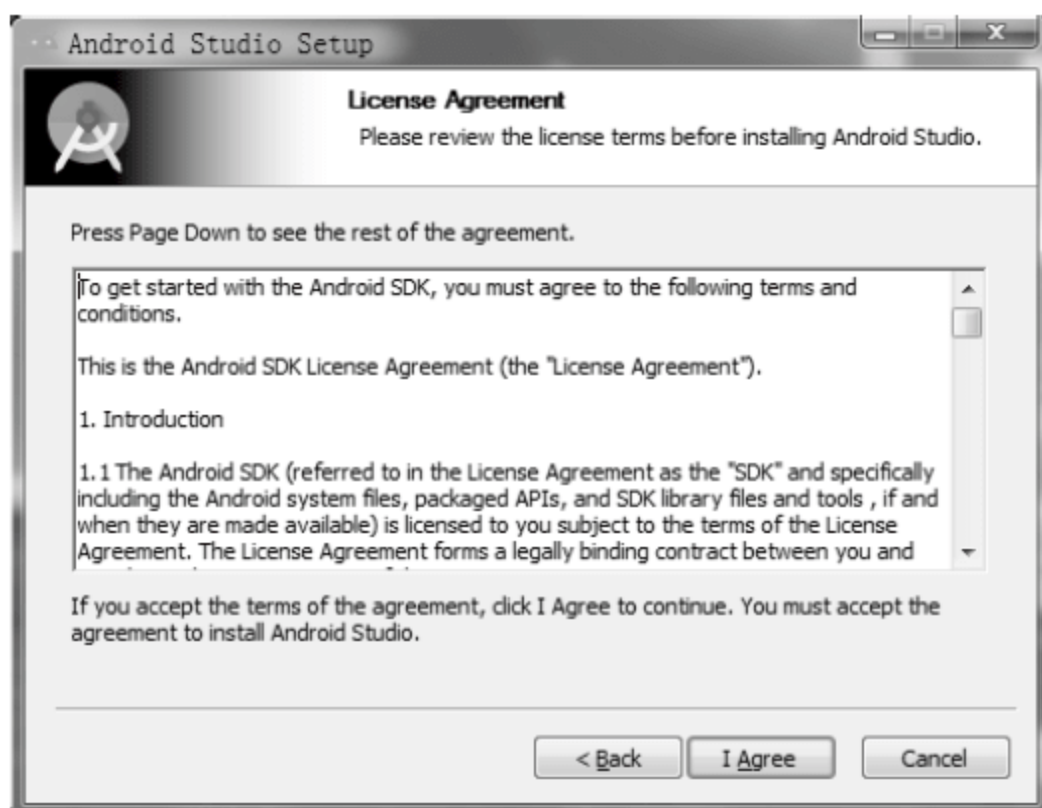 Android Studio Setup
License Agreement
Please review the license terms before installing Android Studio.
Press Page Down to see the rest of the agreement.
To get started with the Android SDK, you must agree to the following terms and
conditions.
This is the Android SDK License Agreement (the "License Agreement").
1. Introduction
1.1 The Android SDK (referred to in the License Agreement as the "SDK" and specifically
including the Android system files, packaged APIs, and SDK library files and tools , if and
when they are made available) is licensed to you subject to the terms of the License
Agreement. The License Agreement forms a legally binding contract between you and
If you accept the terms of the agreement, click I Agree to continue. You must accept the
agreement to install Android Studio.
< Back
I Agree
Cancel